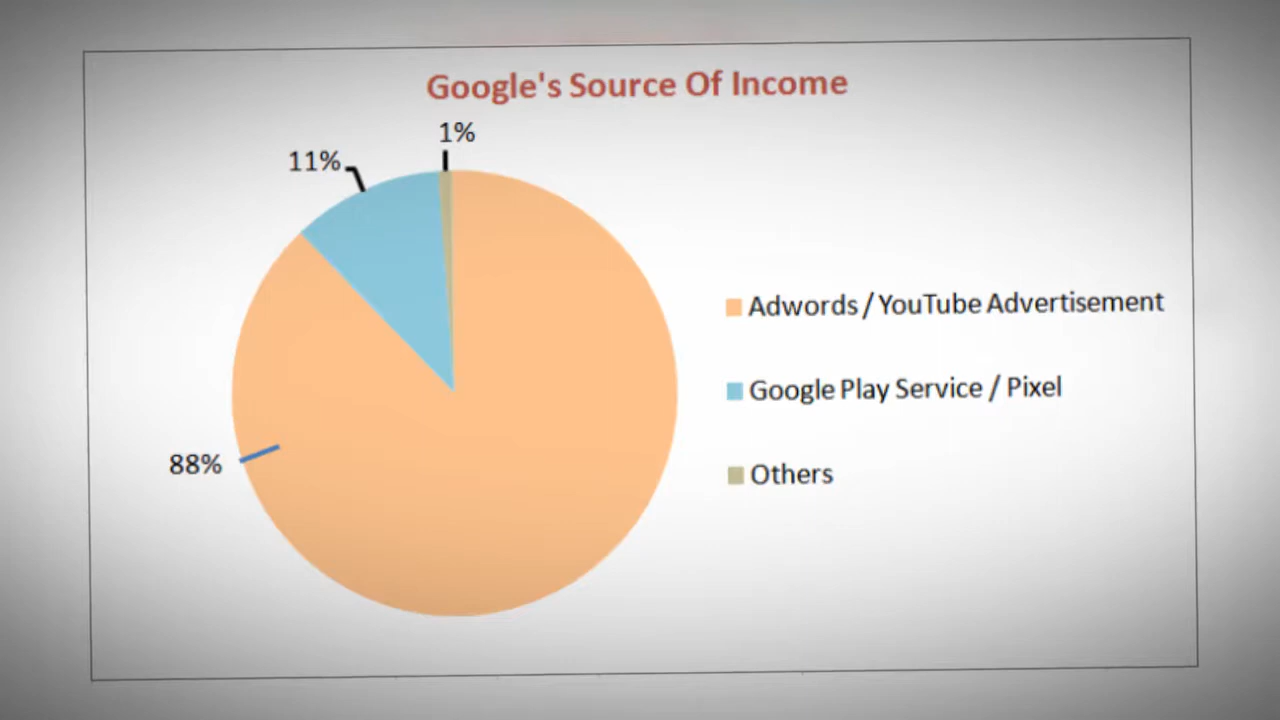 Google's Source Of Income
1%
11%
88%
Adwords / YouTube Advertisement
Google Play Service / Pixel
Others